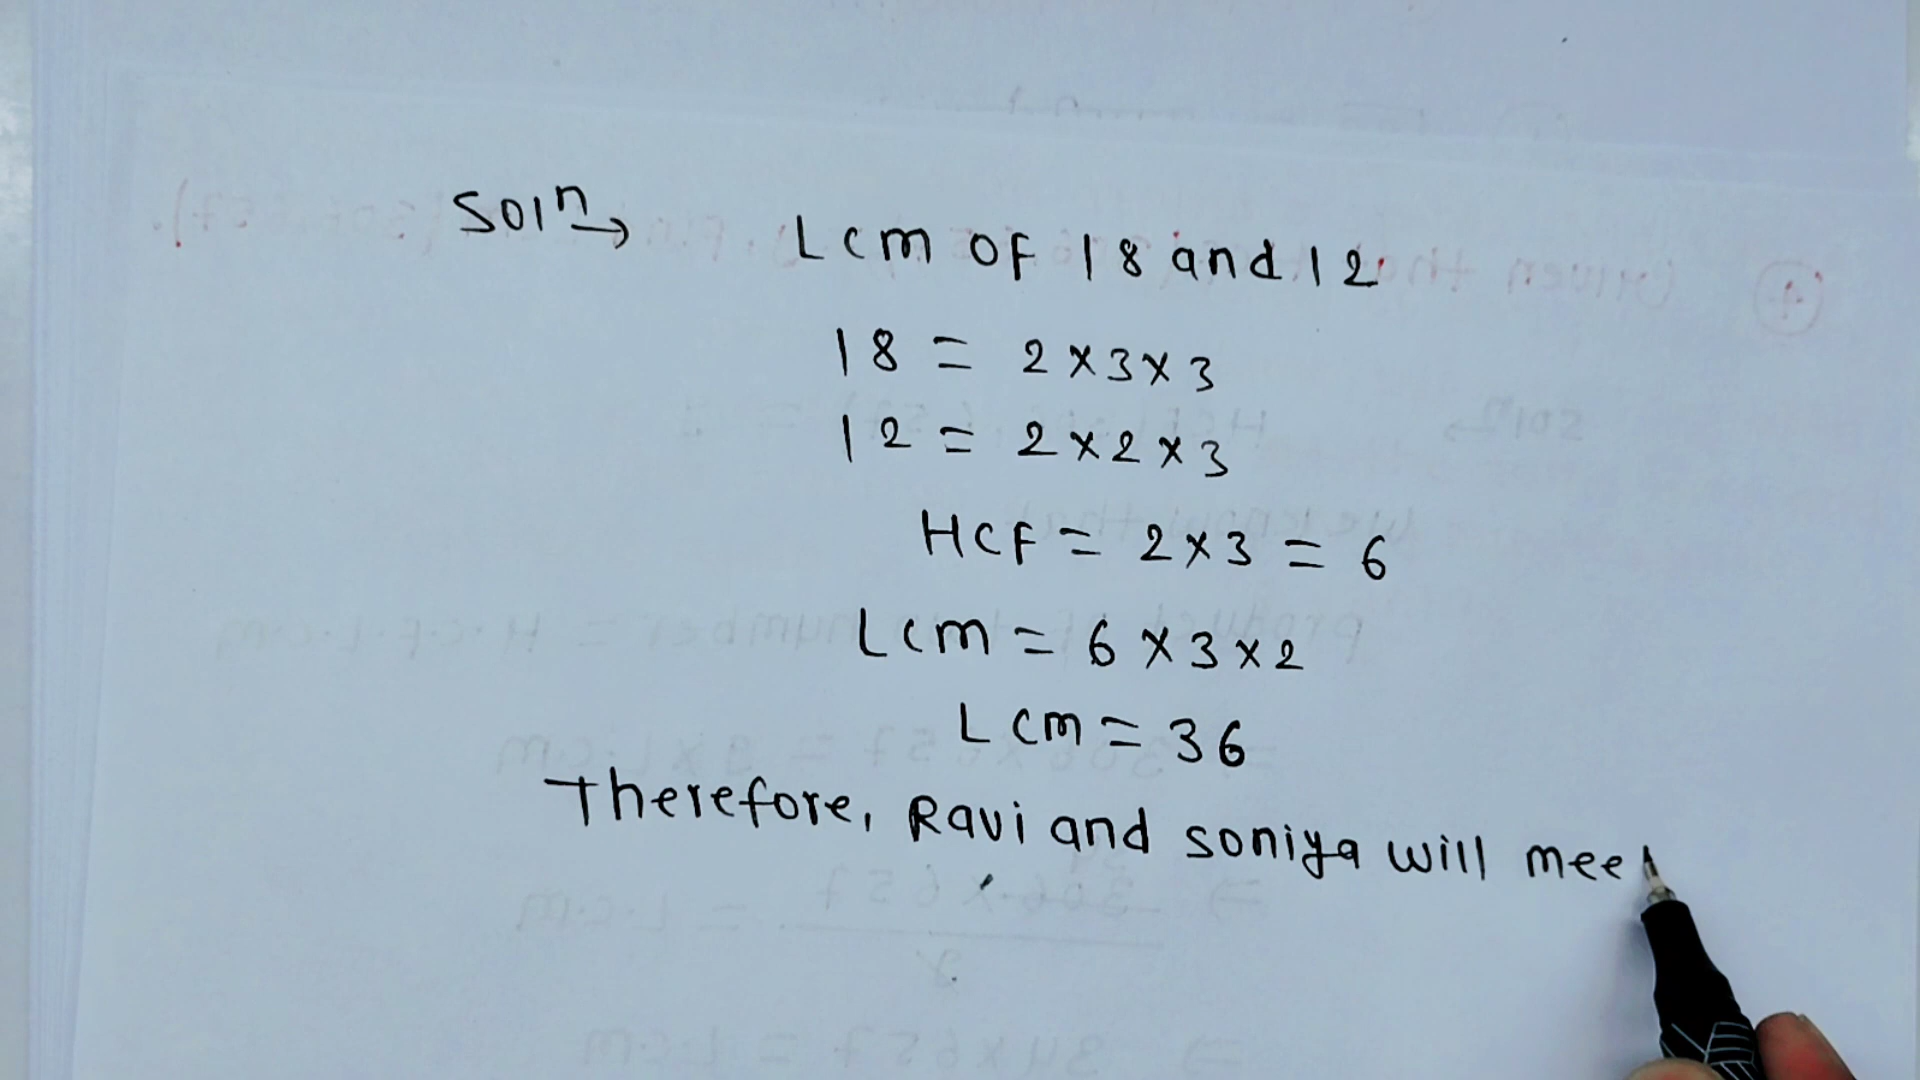 Soln→
Lcm of 18 and 12
18 = 2×3×3
12 = 2×2×3
HCF = 2×3 = 6
Lcm = 6×3×2
Lcm = 36
Therefore, Ravi and soniya will mee